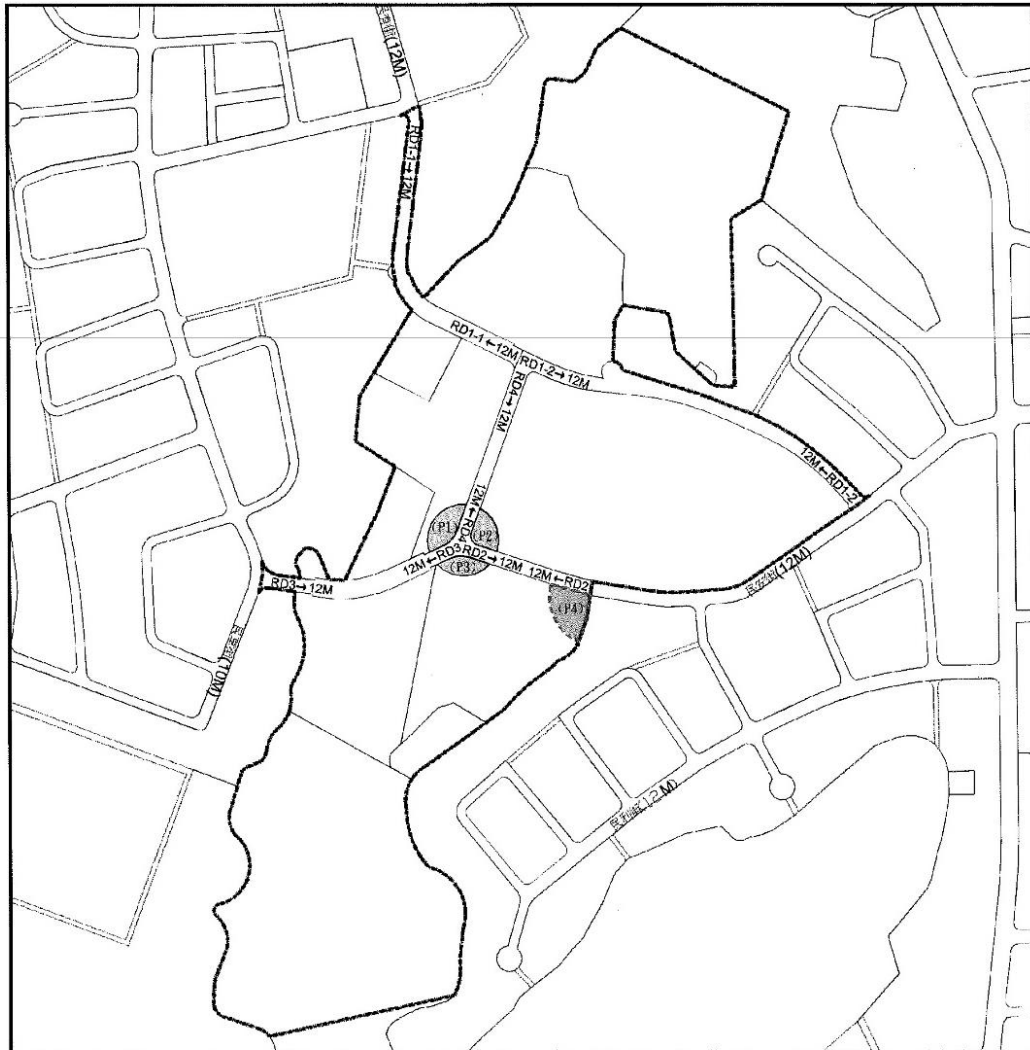 (12M)
RD1-1→12M
RD1-1←12M
RD1-2→12M
RD4→12M
12M←RD1-2
12M←RD4
(P1)
(P2)
12M←RD3
RD2→12M
(P3)
12M←RD2
(12M)
RD3→12M
(P4)
(10M)
(12M)